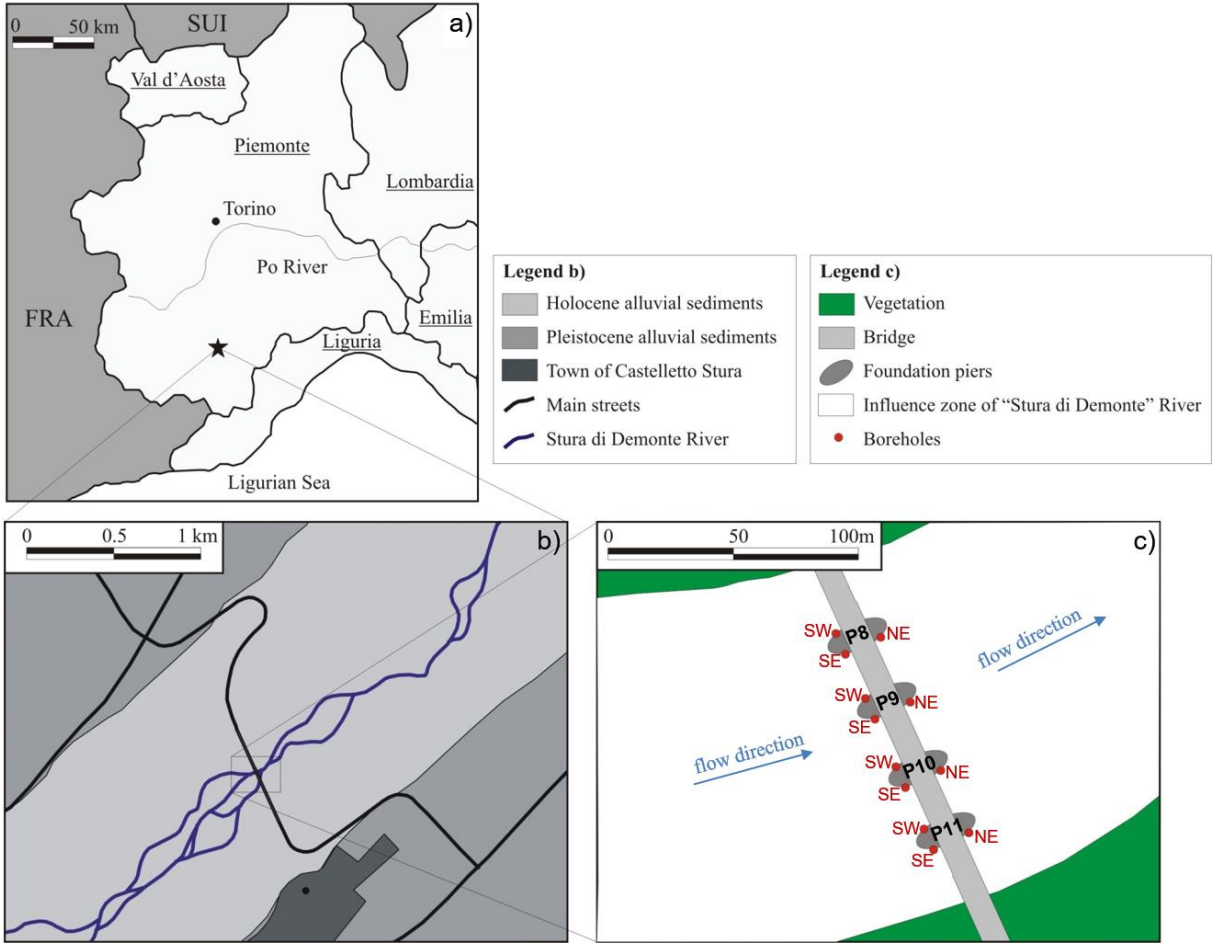 0 50 km
SUI
a)
Val d'Aosta
Piemonte
Lombardia
Torino
Po River
FRA
Emilia
Liguria
Ligurian Sea
Legend b)
Holocene alluvial sediments
Pleistocene alluvial sediments
Town of Castelletto Stura
Main streets
Stura di Demonte River
Legend c)
Vegetation
Bridge
Foundation piers
Influence zone of “Stura di Demonte” River
Boreholes
0 0.5 1 km
b)
0 50 100m
c)
flow direction
flow direction
SW P8 NE
SE
SW P9 NE
SE
SW P10 NE
SE
SW P11 NE
SE